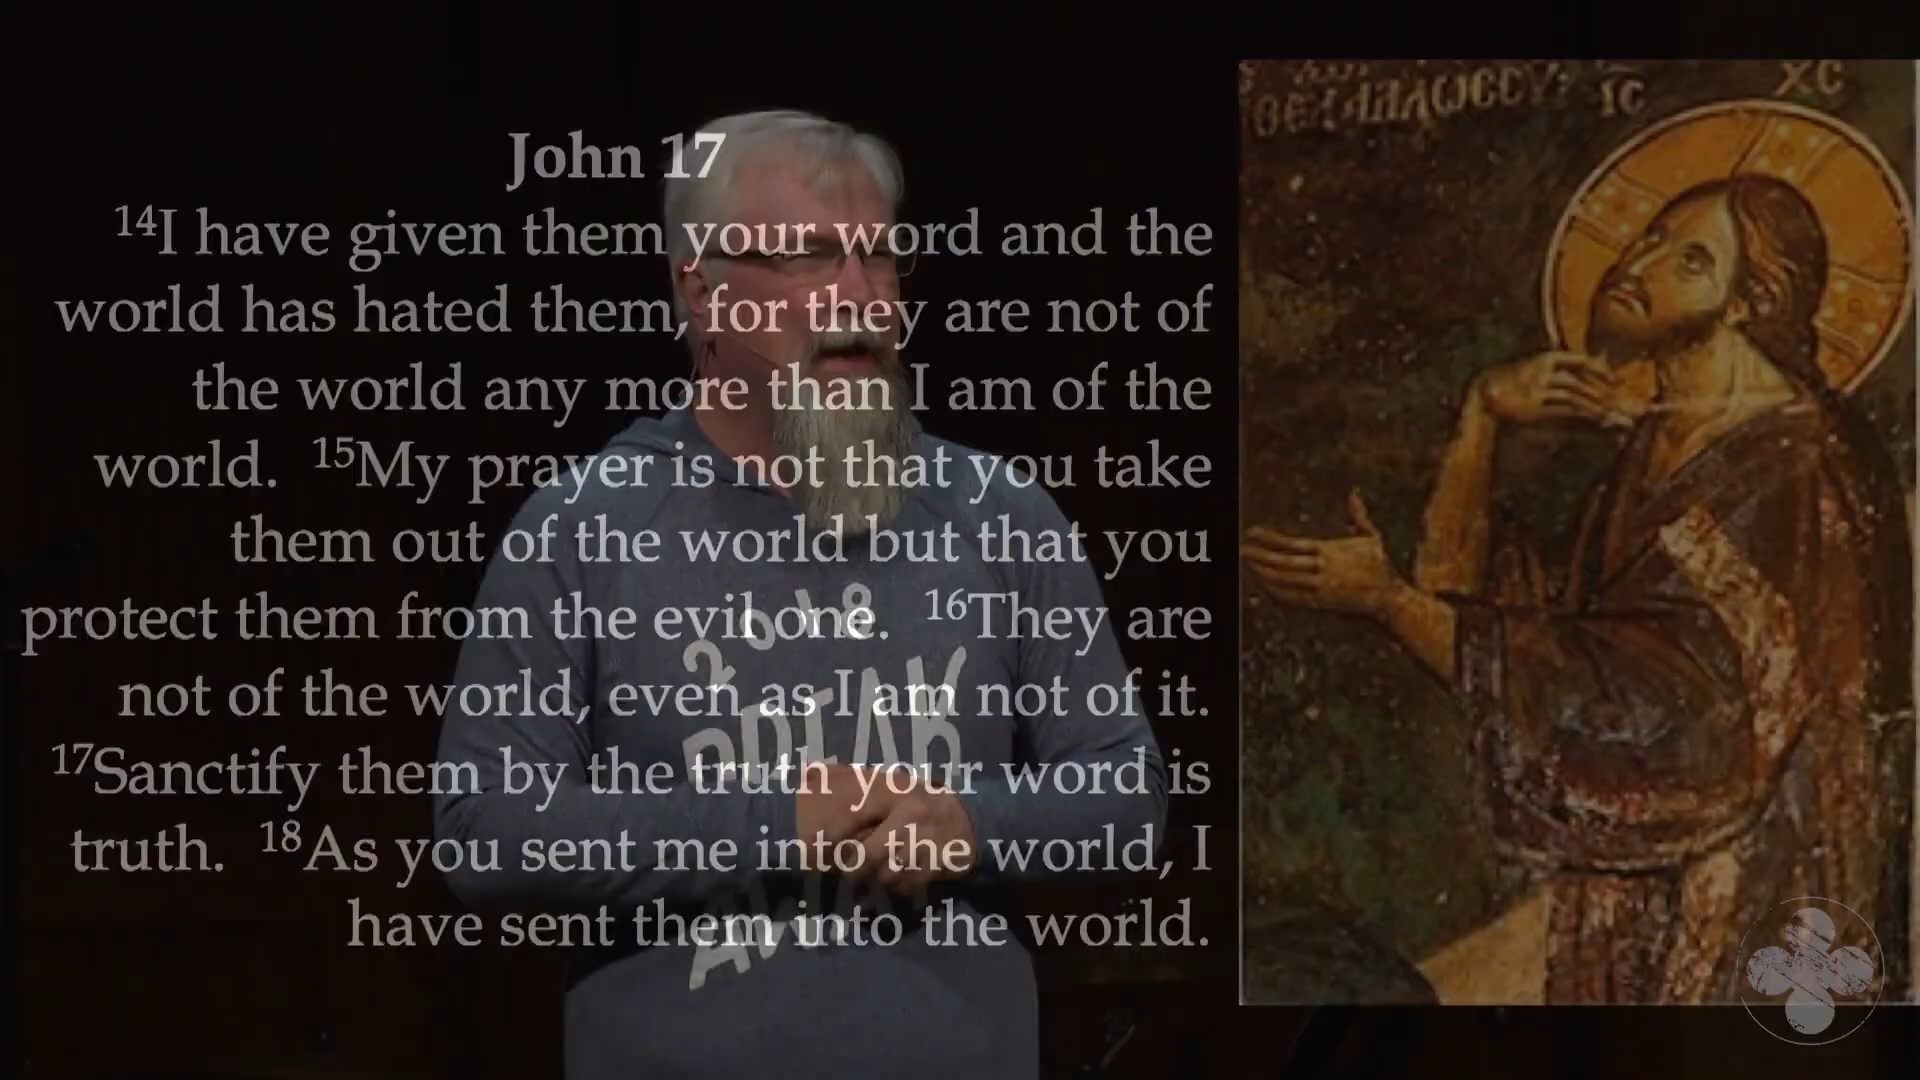 John 17
14I have given them your word and the
world has hated them, for they are not of
the world any more than I am of the
world. 15My prayer is not that you take
them out of the world but that you
protect them from the evil one. 16They are
not of the world, even as I am not of it.
17Sanctify them by the truth your word is
truth. 18As you sent me into the world, I
have sent them into the world.
2018
BREAK
AWAY
IC XC